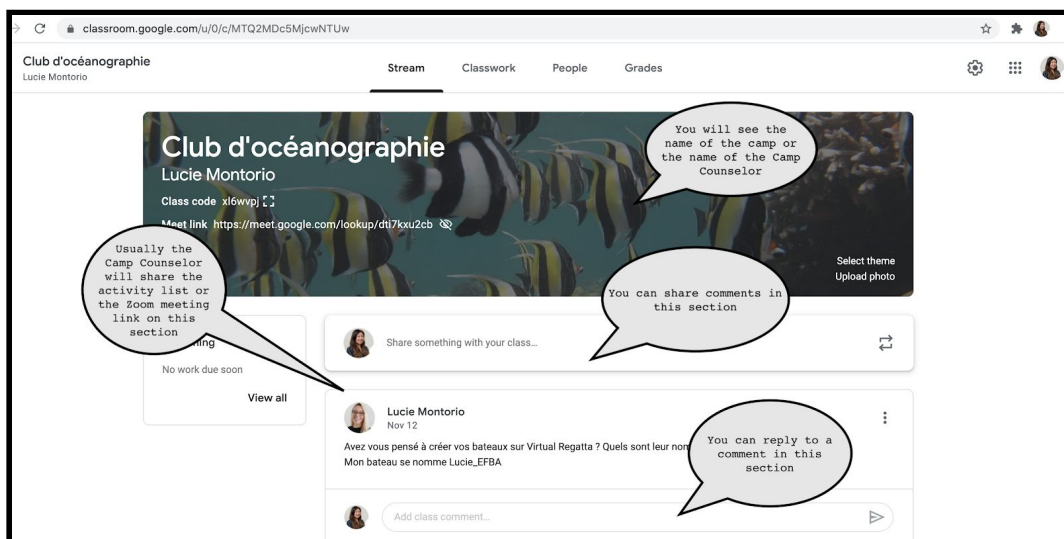 classroom.google.com/u/0/c/MTQ2MDc5MjcwNTUw
Club d'océanographie
Lucie Montorio
Stream
Classwork
People
Grades
Club d'océanographie
Lucie Montorio
Class code xl6wvpj
Meet link https://meet.google.com/lookup/dti7kxu2cb
You will see the
name of the camp or
the name of the Camp
Counselor
Select theme
Upload photo
Usually the
Camp Counselor
will share the
activity list or
the Zoom meeting
link on this
section
You can share comments in
this section
Share something with your class...
No work due soon
View all
Lucie Montorio
Nov 12
Avez vous pensé à créer vos bateaux sur Virtual Regatta ? Quels sont leur
Mon bateau se nomme Lucie_EFBA
You can reply to a
comment in this
section
Add class comment...